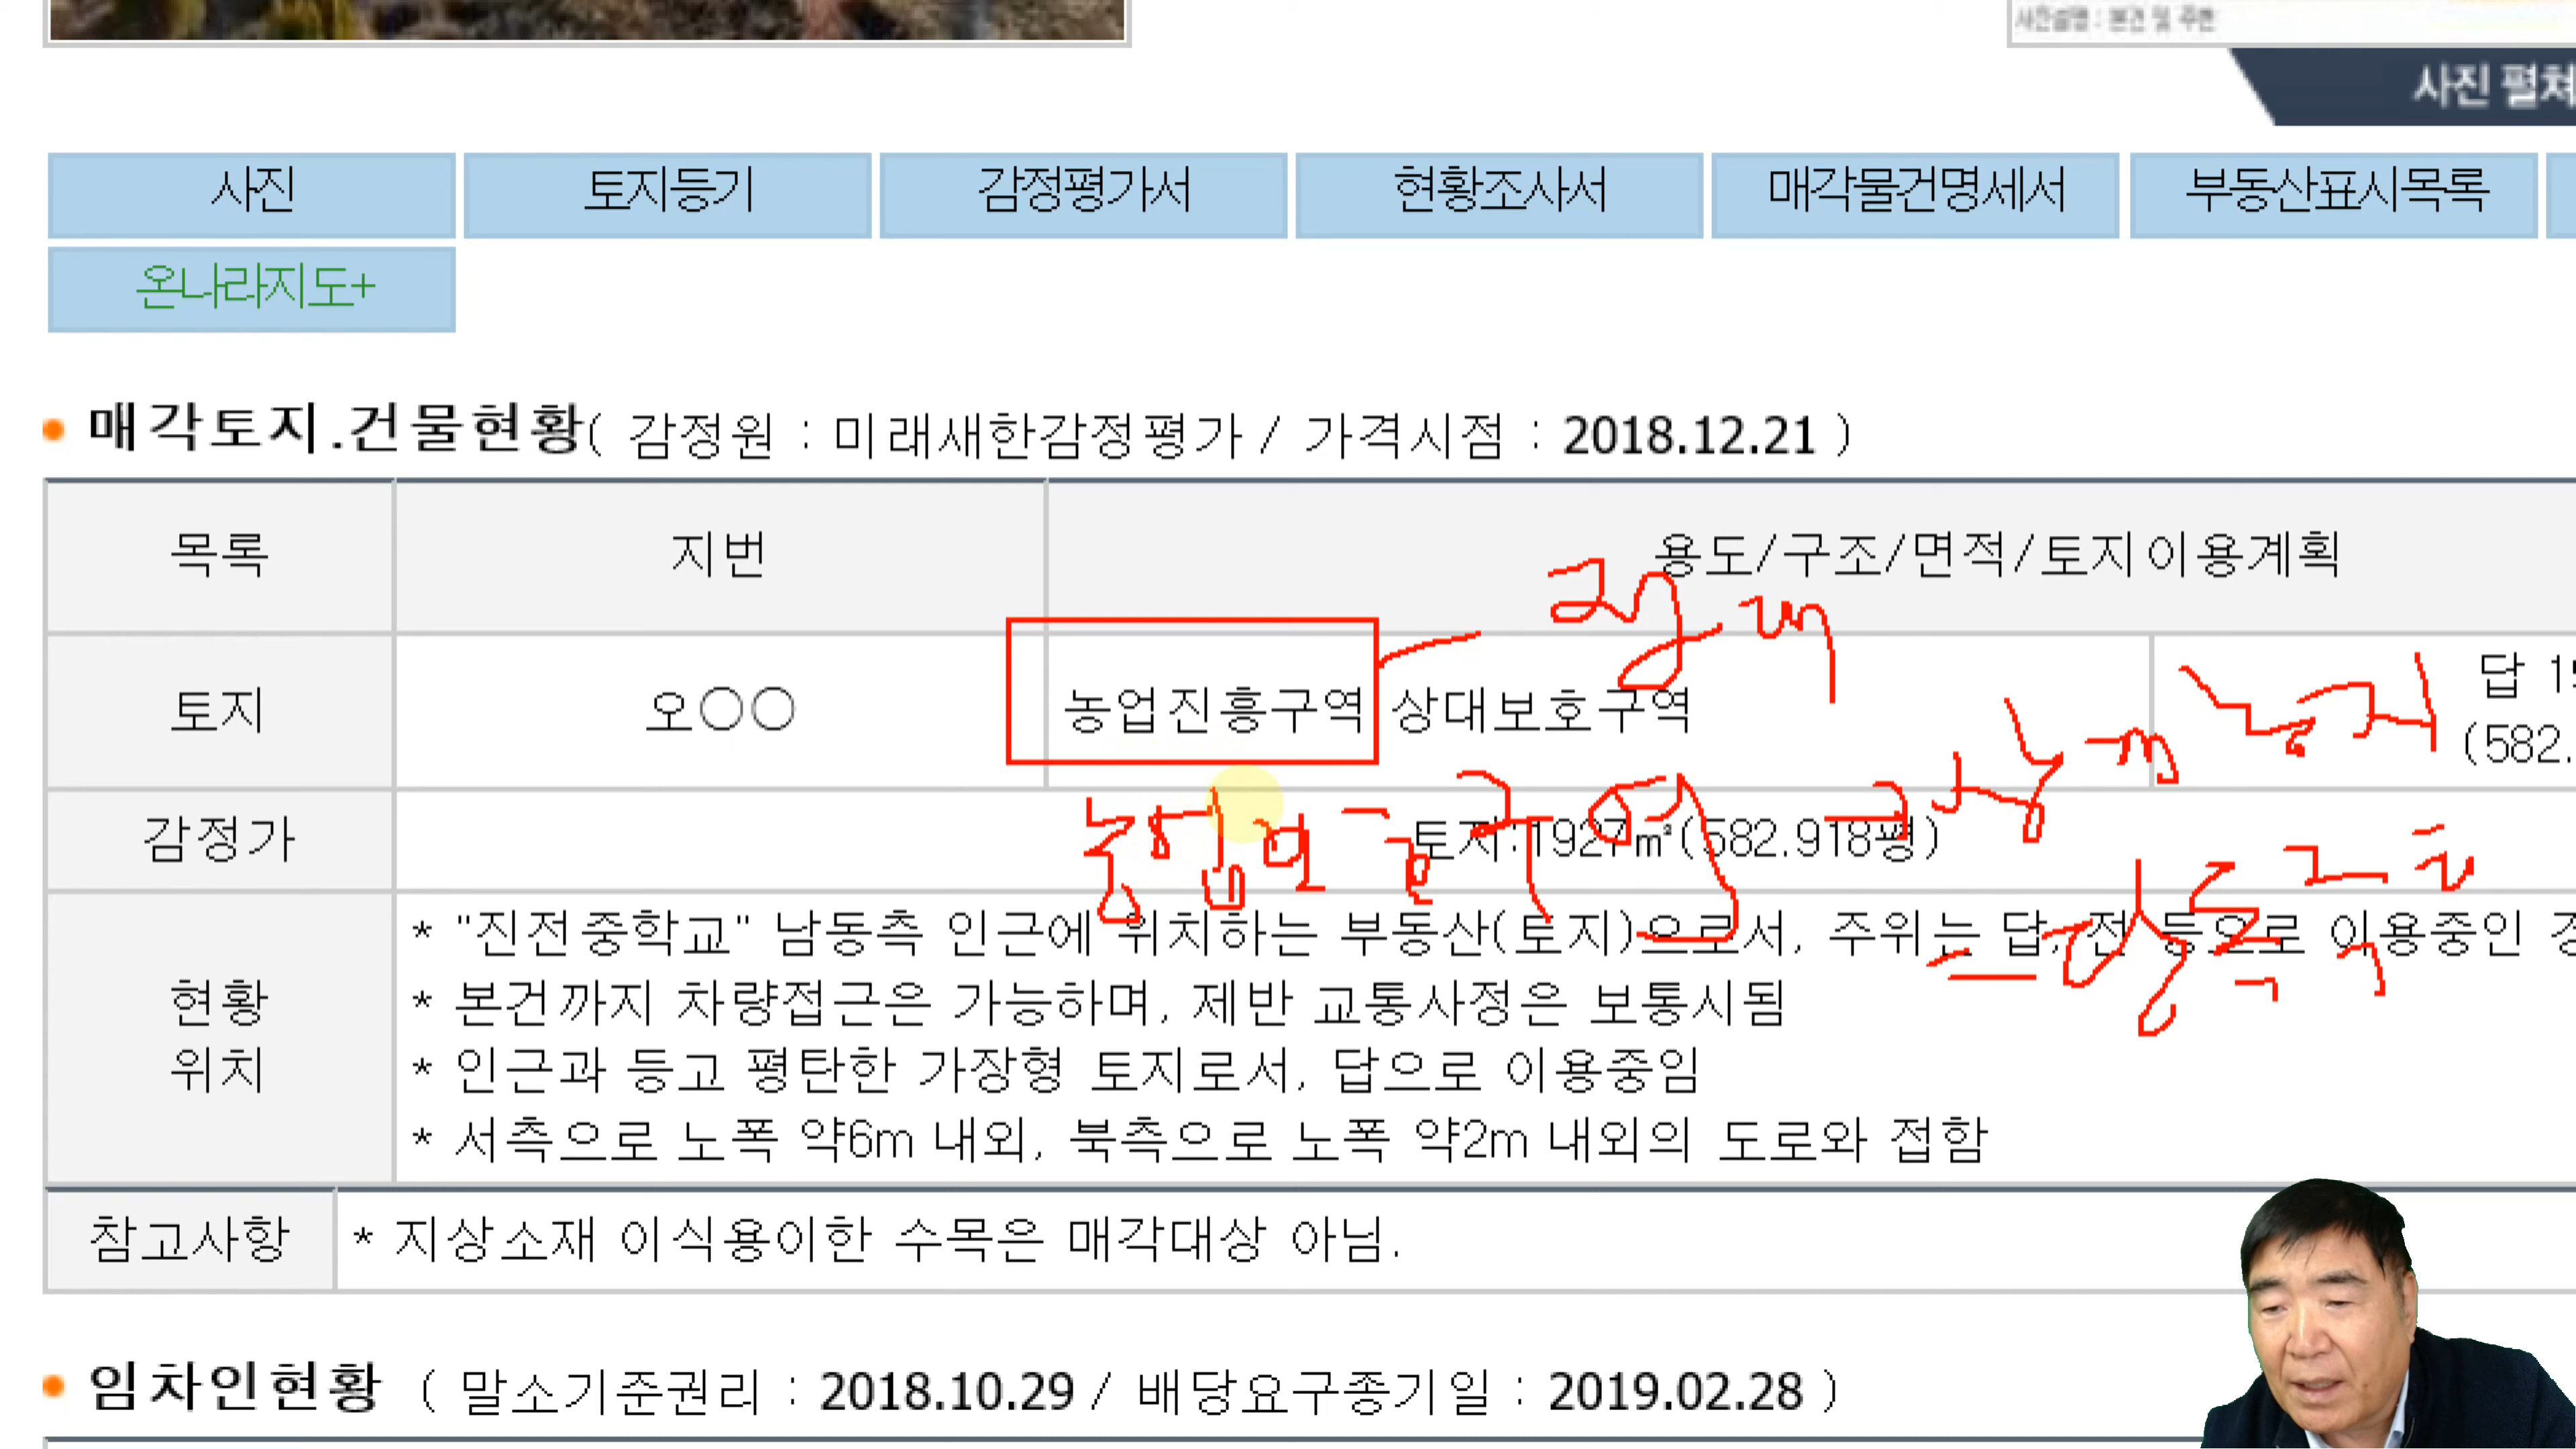 사진설명 : 본건 및 주변
사진 펼쳐
사진 토지등기 감정평가서 현황조사서 매각물건명세서 부동산표시목록
온나라지도+
매각토지.건물현황( 감정원 : 미래새한감정평가 / 가격시점 : 2018.12.21 )
목록 지번 용도/구조/면적/토지이용계획
토지 오○○ 농업진흥구역 상대보호구역 답
(582.
감정가 토지:1927㎡(582.918평)
현황
위치
* "진전중학교" 남동측 인근에 위치하는 부동산(토지)으로서, 주위는 답, 전 등으로 이용중인
* 본건까지 차량접근은 가능하며, 제반 교통사정은 보통시됨
* 인근과 등고 평탄한 가장형 토지로서, 답으로 이용중임
* 서측으로 노폭 약6m 내외, 북측으로 노폭 약2m 내외의 도로와 접함
참고사항 * 지상소재 이식용이한 수목은 매각대상 아님.
임차인현황 ( 말소기준권리 : 2018.10.29 / 배당요구종기일 : 2019.02.28 )